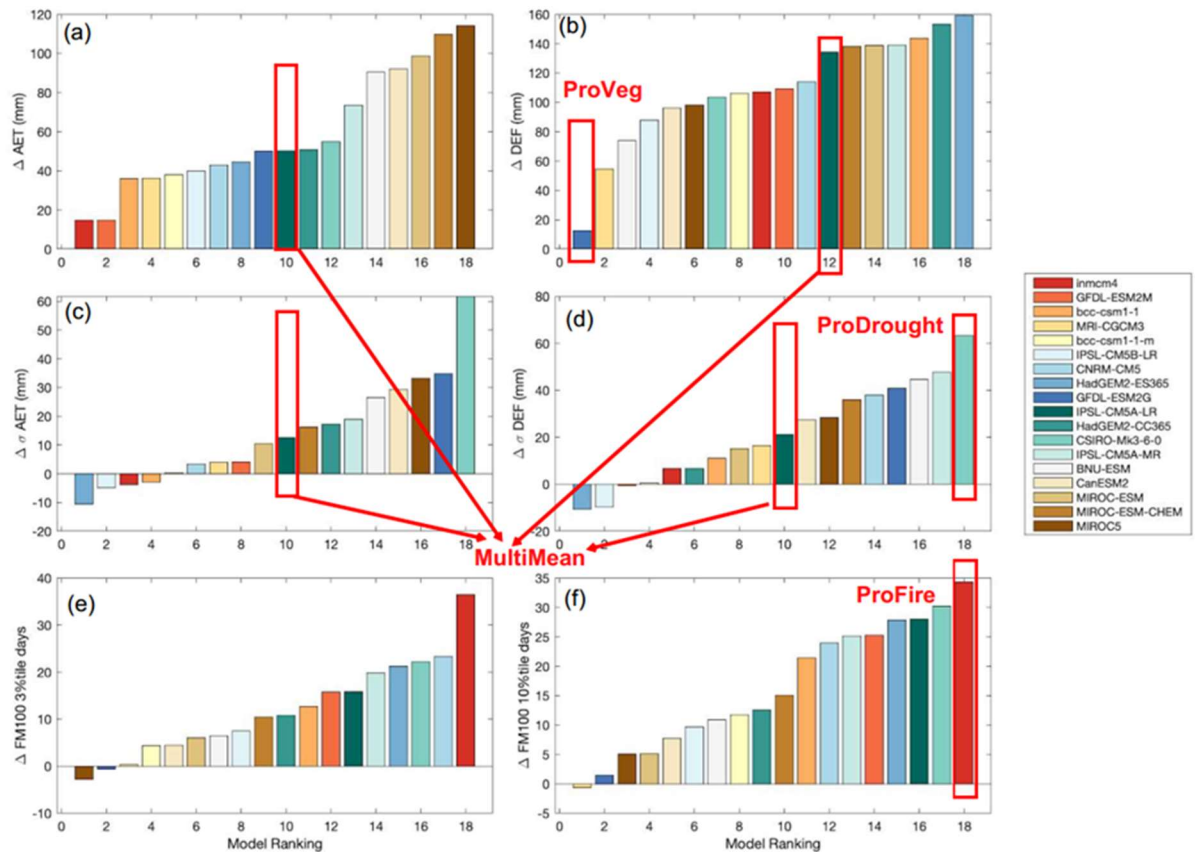 (a)
Δ AET (mm)
120
100
80
60
40
20
0
0 2 4 6 8 10 12 14 16 18
(b)
ProVeg
Δ DEF (mm)
160
140
120
100
80
60
40
20
0
0 2 4 6 8 10 12 14 16 18
(c)
Δ σ AET (mm)
60
50
40
30
20
10
0
-10
-20
0 2 4 6 8 10 12 14 16 18
(d)
ProDrought
Δ σ DEF (mm)
80
60
40
20
0
-20
0 2 4 6 8 10 12 14 16 18
MultiMean
inmcm4
GFDL-ESM2M
bcc-csm1-1
MRI-CGCM3
bcc-csm1-1-m
IPSL-CM5B-LR
CNRM-CM5
HadGEM2-ES365
GFDL-ESM2G
IPSL-CM5A-LR
HadGEM2-CC365
CSIRO-Mk3-6-0
IPSL-CM5A-MR
BNU-ESM
CanESM2
MIROC-ESM
MIROC-ESM-CHEM
MIROC5
(e)
Δ FM100 3%tile days
40
30
20
10
0
-10
0 2 4 6 8 10 12 14 16 18
Model Ranking
(f)
ProFire
Δ FM100 10%tile days
35
30
25
20
15
10
5
0
-5
0 2 4 6 8 10 12 14 16 18
Model Ranking